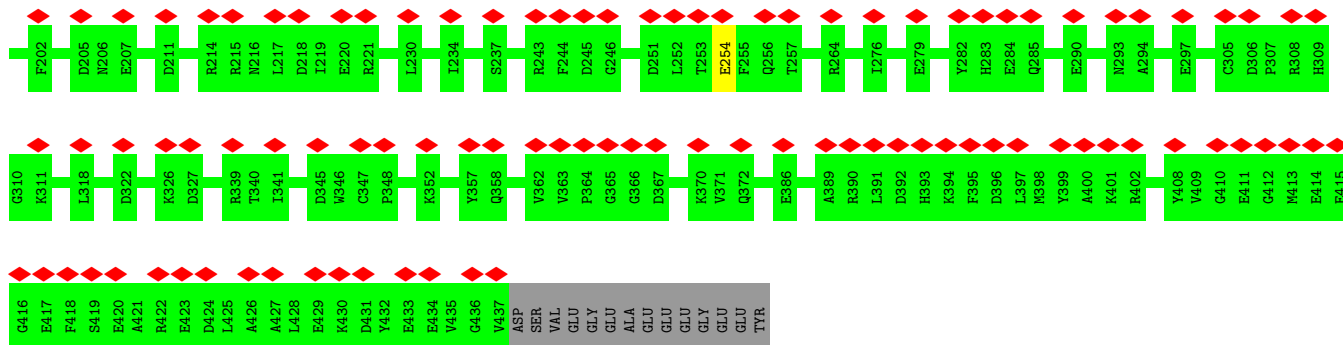 F202 D205 N206 E207 D211 R214 R215 N216 L217 D218 I219 E220 R221 L230 I234 S237 R243 F244 D245 G246 D251 L252 T253 E254 F255 Q256 T257 R264 I276 E279 Y282 H283 E284 Q285 E290 N293 A294 E297 C305 D306 P307 R308 H309
G310 K311 L318 D322 K326 D327 R339 T340 I341 D345 W346 C347 P348 K352 Y357 Q358 V362 V363 P364 G365 G366 D367 K370 V371 Q372 E386 A389 R390 L391 D392 H393 K394 F395 D396 L397 M398 Y399 A400 K401 R402 Y408 V409 G410 E411 G412 M413 E414 E415
G416 E417 F418 S419 E420 A421 R422 E423 D424 L425 A426 A427 L428 E429 K430 D431 Y432 E433 E434 V435 G436 V437 ASP SER VAL GLU GLY GLU ALA GLU GLU GLU GLY GLU GLU TYR